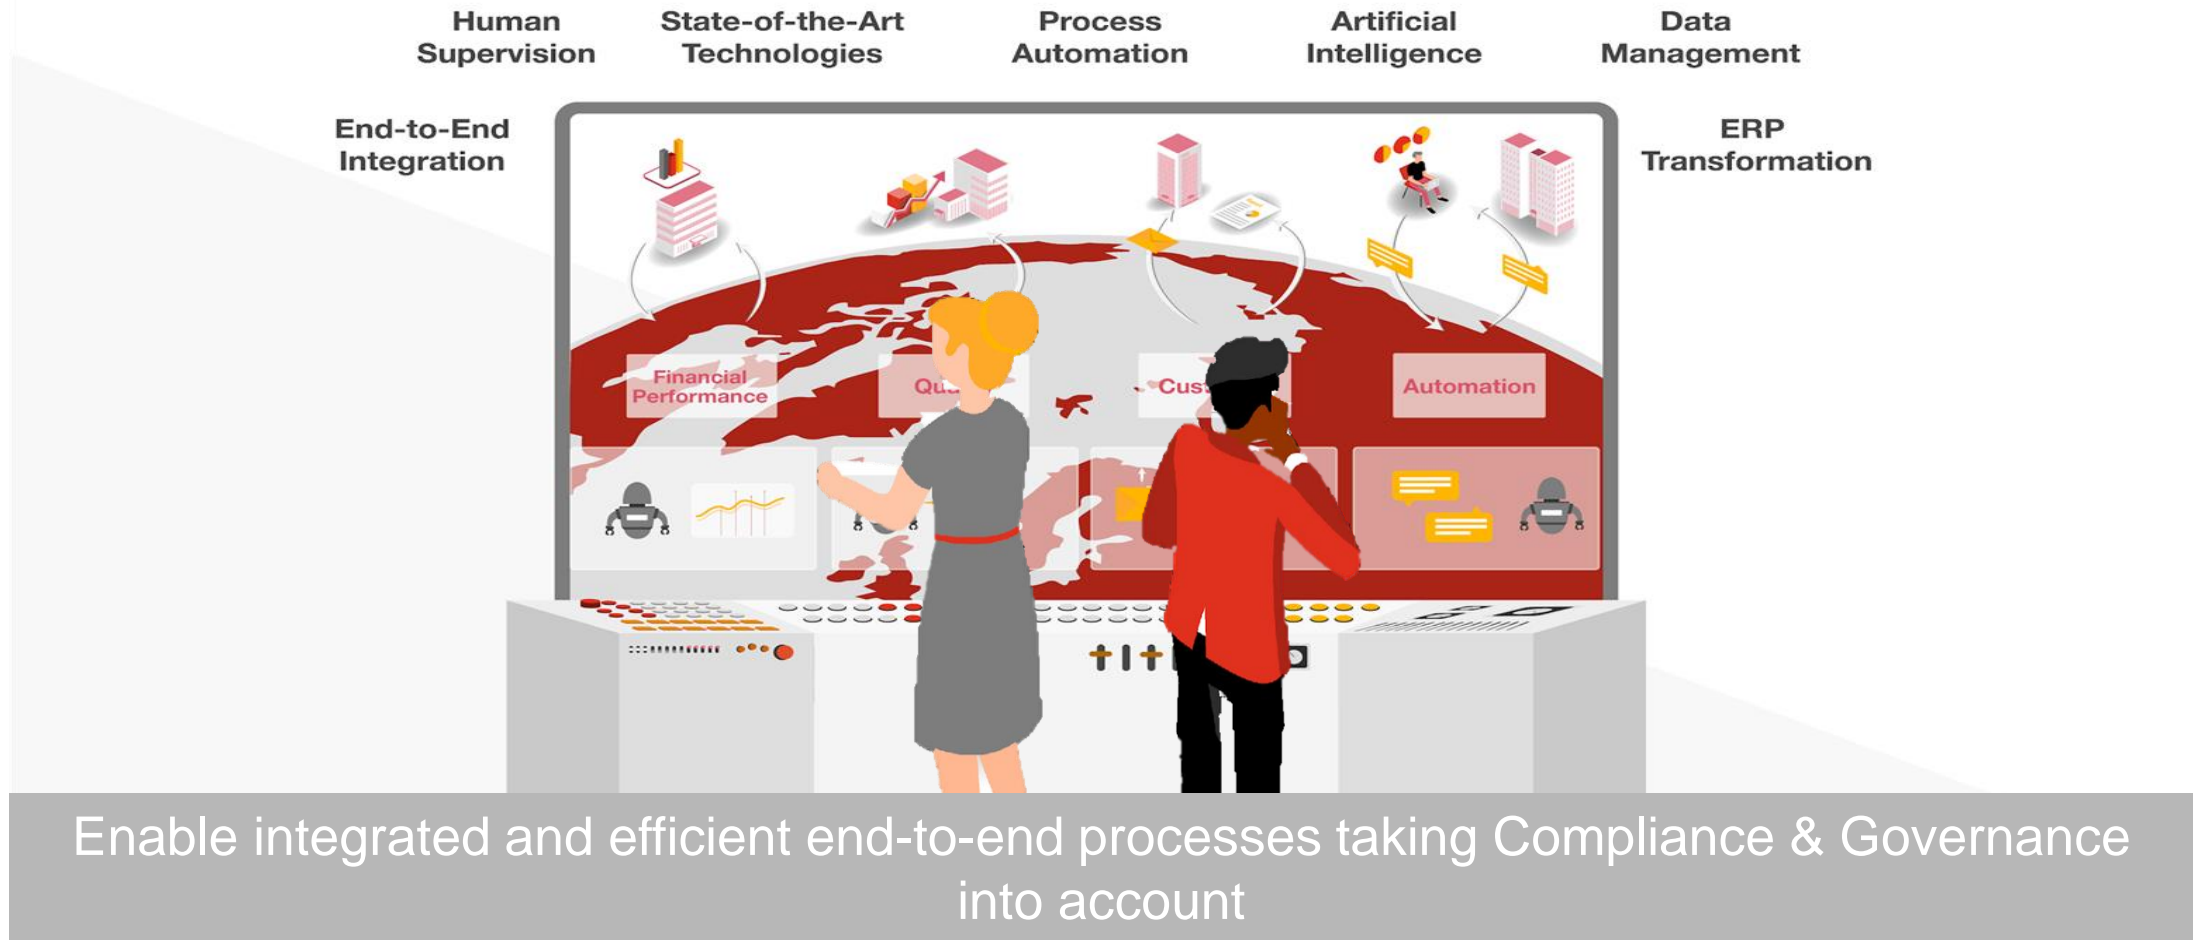 Human
Supervision
State-of-the-Art
Technologies
Process
Automation
Artificial
Intelligence
Data
Management
End-to-End
Integration
ERP
Transformation
Financial
Performance
Automation
Enable integrated and efficient end-to-end processes taking Compliance & Governance
into account